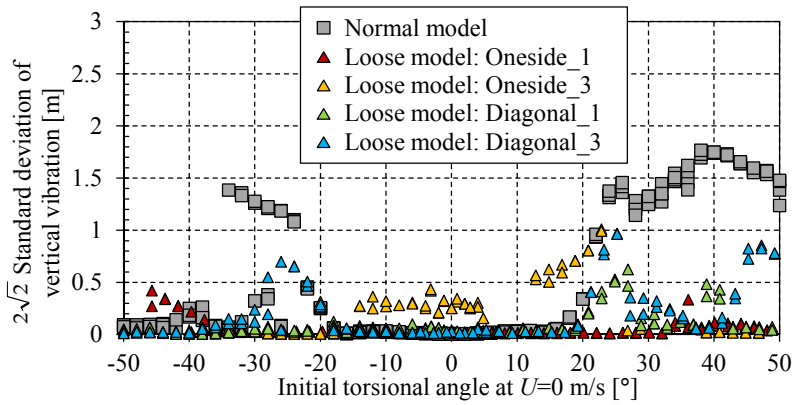 3
2.5
2
1.5
1
0.5
0
2√2 Standard deviation of
vertical vibration [m]
Normal model
Loose model: Oneside_1
Loose model: Oneside_3
Loose model: Diagonal_1
Loose model: Diagonal_3
-50 -40 -30 -20 -10 0 10 20 30 40 50
Initial torsional angle at U=0 m/s [°]